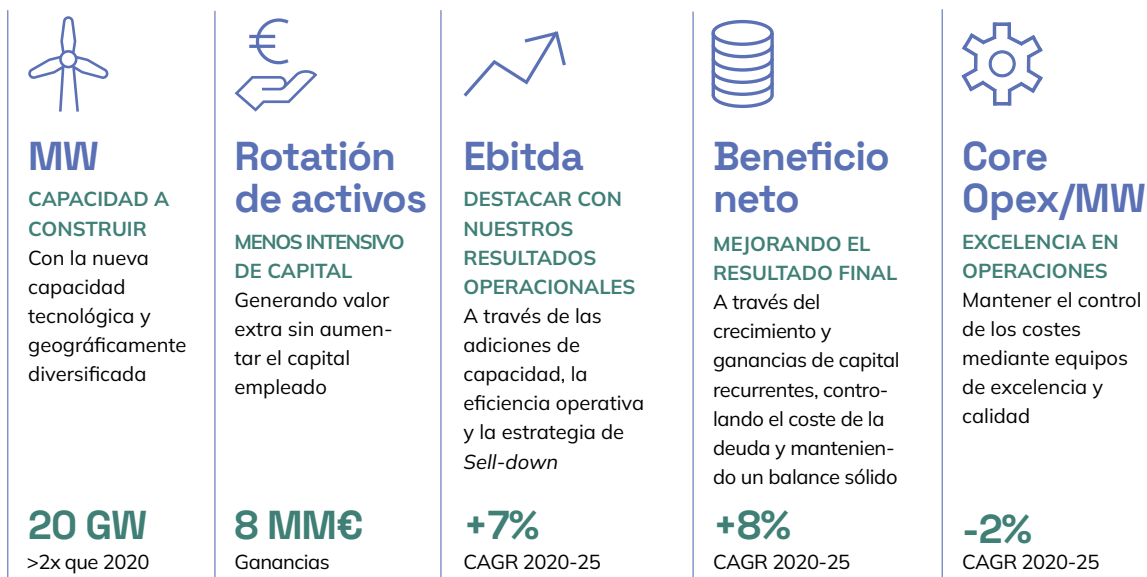 MW
CAPACIDAD A
CONSTRUIR
Con la nueva
capacidad
tecnológica y
geográficamente
diversificada
20 GW
>2x que 2020
Rotatión
de activos
MENOS INTENSIVO
DE CAPITAL
Generando valor
extra sin aumen-
tar el capital
empleado
8 MM€
Ganancias
Ebitda
DESTACAR CON
NUESTROS
RESULTADOS
OPERACIONALES
A través de las
adiciones de
capacidad, la
eficiencia operativa
y la estrategia de
Sell-down
+7%
CAGR 2020-25
Beneficio
neto
MEJORANDO EL
RESULTADO FINAL
A través del
crecimiento y
ganancias de capital
recurrentes, contro-
lando el coste de la
deuda y mantenien-
do un balance sólido
+8%
CAGR 2020-25
Core
Opex/MW
EXCELENCIA EN
OPERACIONES
Mantener el control
de los costes
mediante equipos
de excelencia y
calidad
-2%
CAGR 2020-25